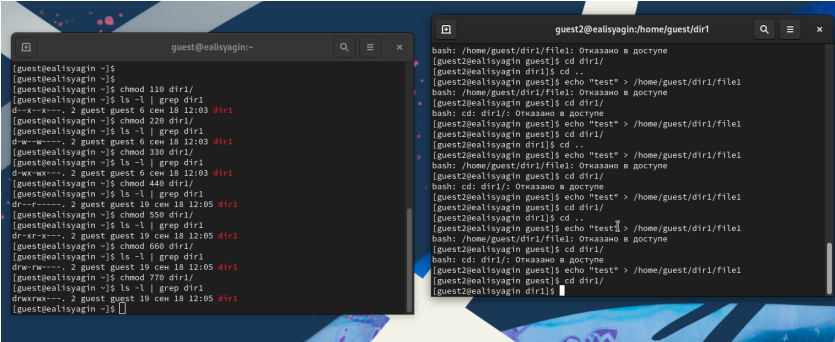 guest@ealisyagin:~
[guest@ealisyagin ~]$
[guest@ealisyagin ~]$
[guest@ealisyagin ~]$ chmod 110 dir1/
[guest@ealisyagin ~]$ ls -l | grep dir1
d--x--x---. 2 guest guest 6 сен 18 12:03 dir1
[guest@ealisyagin ~]$ chmod 220 dir1/
[guest@ealisyagin ~]$ ls -l | grep dir1
d-w--w----. 2 guest guest 6 сен 18 12:03 dir1
[guest@ealisyagin ~]$ chmod 330 dir1/
[guest@ealisyagin ~]$ ls -l | grep dir1
d-wx-wx---. 2 guest guest 6 сен 18 12:03 dir1
[guest@ealisyagin ~]$ chmod 440 dir1/
[guest@ealisyagin ~]$ ls -l | grep dir1
dr--r-----. 2 guest guest 19 сен 18 12:05 dir1
[guest@ealisyagin ~]$ chmod 550 dir1/
[guest@ealisyagin ~]$ ls -l | grep dir1
dr-xr-x---. 2 guest guest 19 сен 18 12:05 dir1
[guest@ealisyagin ~]$ chmod 660 dir1/
[guest@ealisyagin ~]$ ls -l | grep dir1
drw-rw----. 2 guest guest 19 сен 18 12:05 dir1
[guest@ealisyagin ~]$ chmod 770 dir1/
[guest@ealisyagin ~]$ ls -l | grep dir1
drwxrwx---. 2 guest guest 19 сен 18 12:05 dir1
[guest@ealisyagin ~]$
guest2@ealisyagin:/home/guest/dir1
bash: /home/guest/dir1/file1: Отказано в доступе
[guest2@ealisyagin guest]$ cd dir1/
[guest2@ealisyagin dir1]$ cd ..
[guest2@ealisyagin guest]$ echo "test" > /home/guest/dir1/file1
bash: /home/guest/dir1/file1: Отказано в доступе
[guest2@ealisyagin guest]$ cd dir1/
bash: cd: dir1/: Отказано в доступе
[guest2@ealisyagin guest]$ echo "test" > /home/guest/dir1/file1
[guest2@ealisyagin guest]$ cd dir1/
[guest2@ealisyagin dir1]$ cd ..
[guest2@ealisyagin guest]$ echo "test" > /home/guest/dir1/file1
bash: /home/guest/dir1/file1: Отказано в доступе
[guest2@ealisyagin guest]$ cd dir1/
bash: cd: dir1/: Отказано в доступе
[guest2@ealisyagin guest]$ echo "test" > /home/guest/dir1/file1
[guest2@ealisyagin guest]$ cd dir1/
[guest2@ealisyagin dir1]$ cd ..
[guest2@ealisyagin guest]$ echo "test" > /home/guest/dir1/file1
bash: /home/guest/dir1/file1: Отказано в доступе
[guest2@ealisyagin guest]$ cd dir1/
bash: cd: dir1/: Отказано в доступе
[guest2@ealisyagin guest]$ echo "test" > /home/guest/dir1/file1
[guest2@ealisyagin guest]$ cd dir1/
[guest2@ealisyagin dir1]$